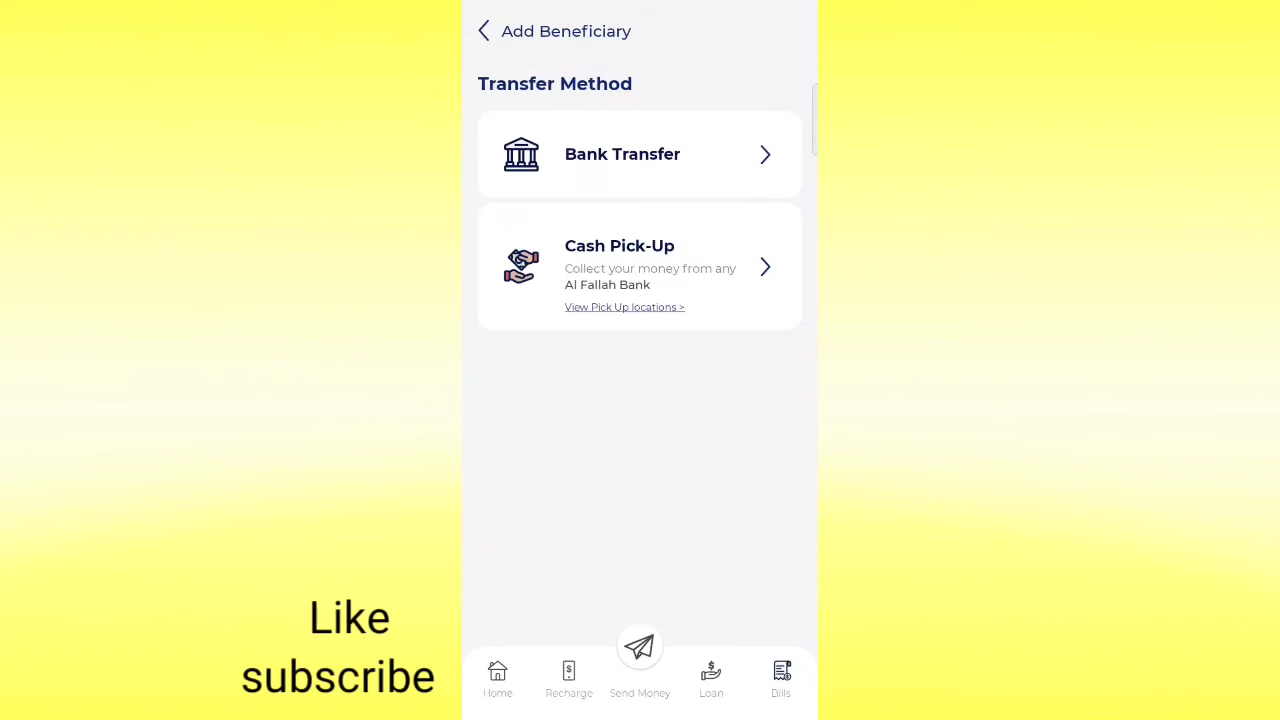 Add Beneficiary
Transfer Method
Bank Transfer
Cash Pick-Up
Collect your money from any
Al Fallah Bank
View Pick Up locations >
Like
subscribe
Home
Recharge
Send Money
Loan
Bills